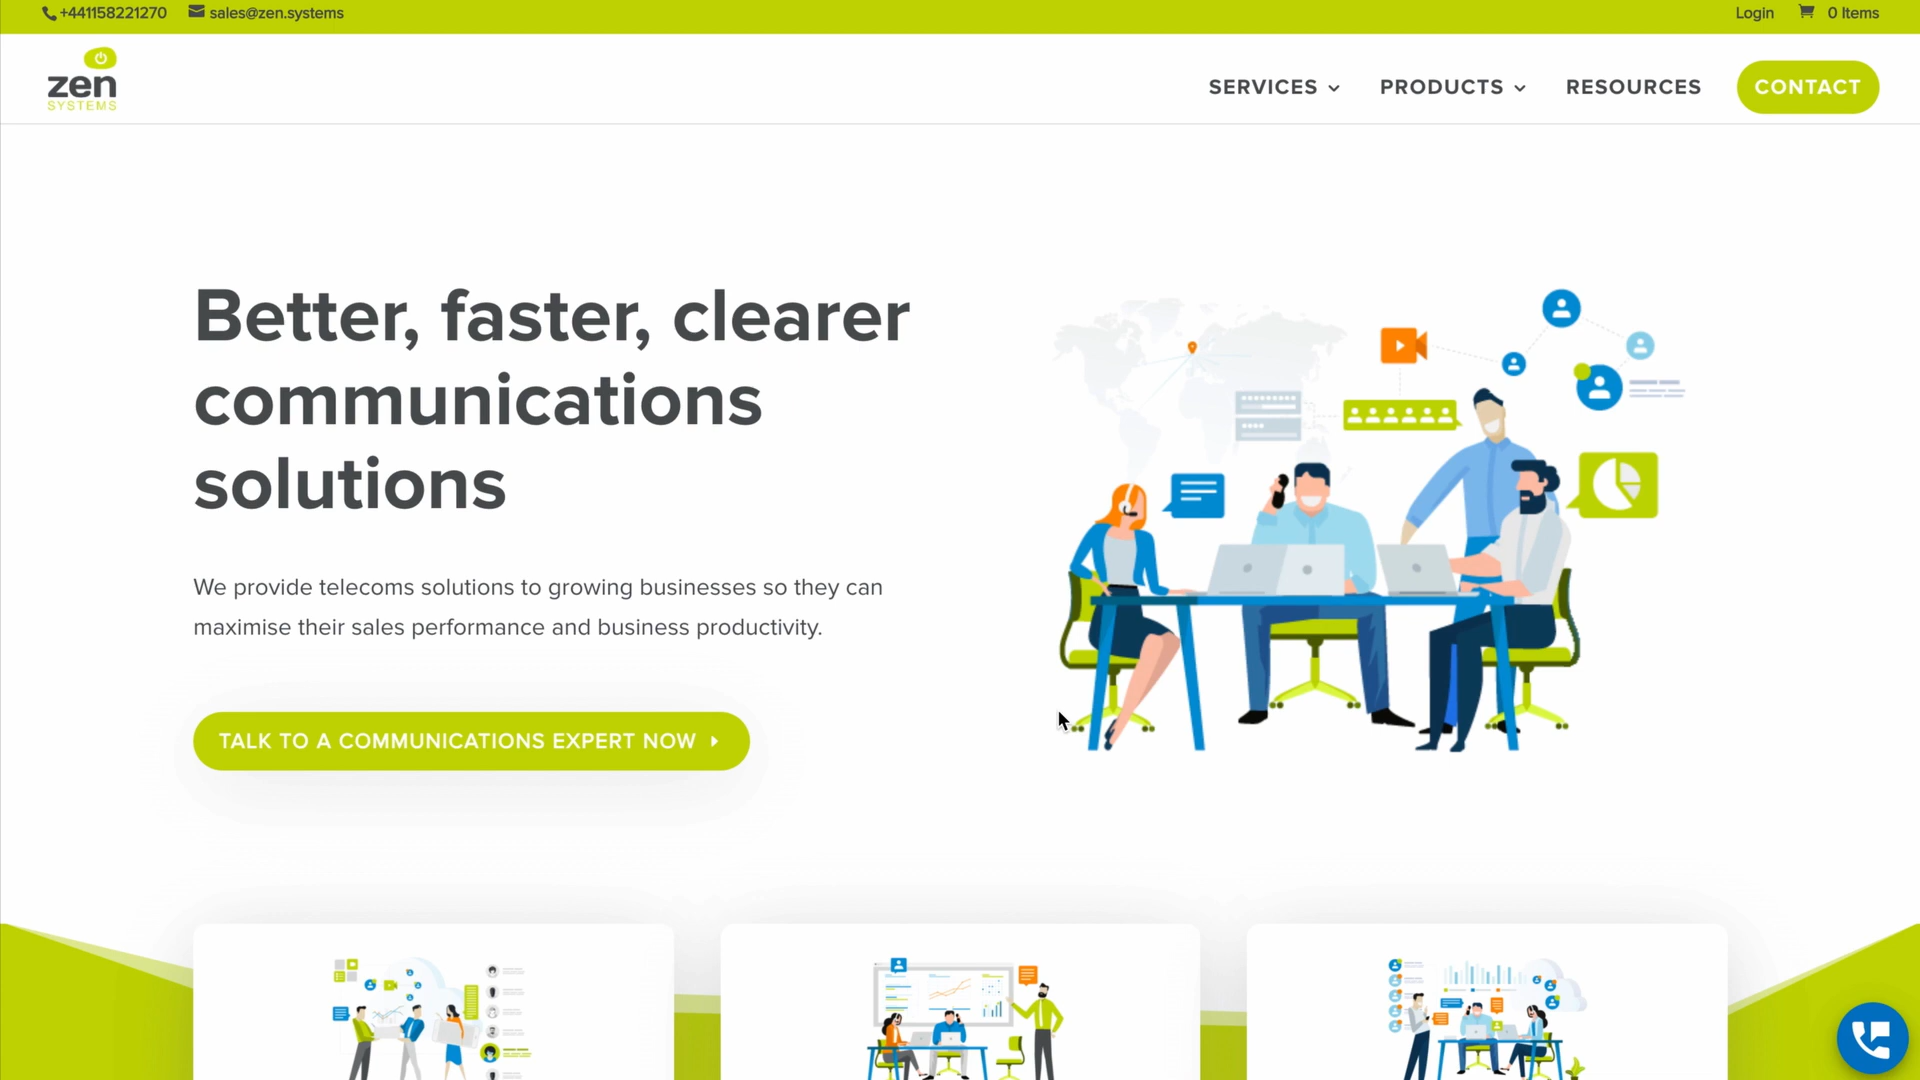 +441158221270 sales@zen.systems Login 0 Items
zen
SYSTEMS
SERVICES PRODUCTS RESOURCES CONTACT
Better, faster, clearer
communications
solutions
We provide telecoms solutions to growing businesses so they can
maximise their sales performance and business productivity.
TALK TO A COMMUNICATIONS EXPERT NOW